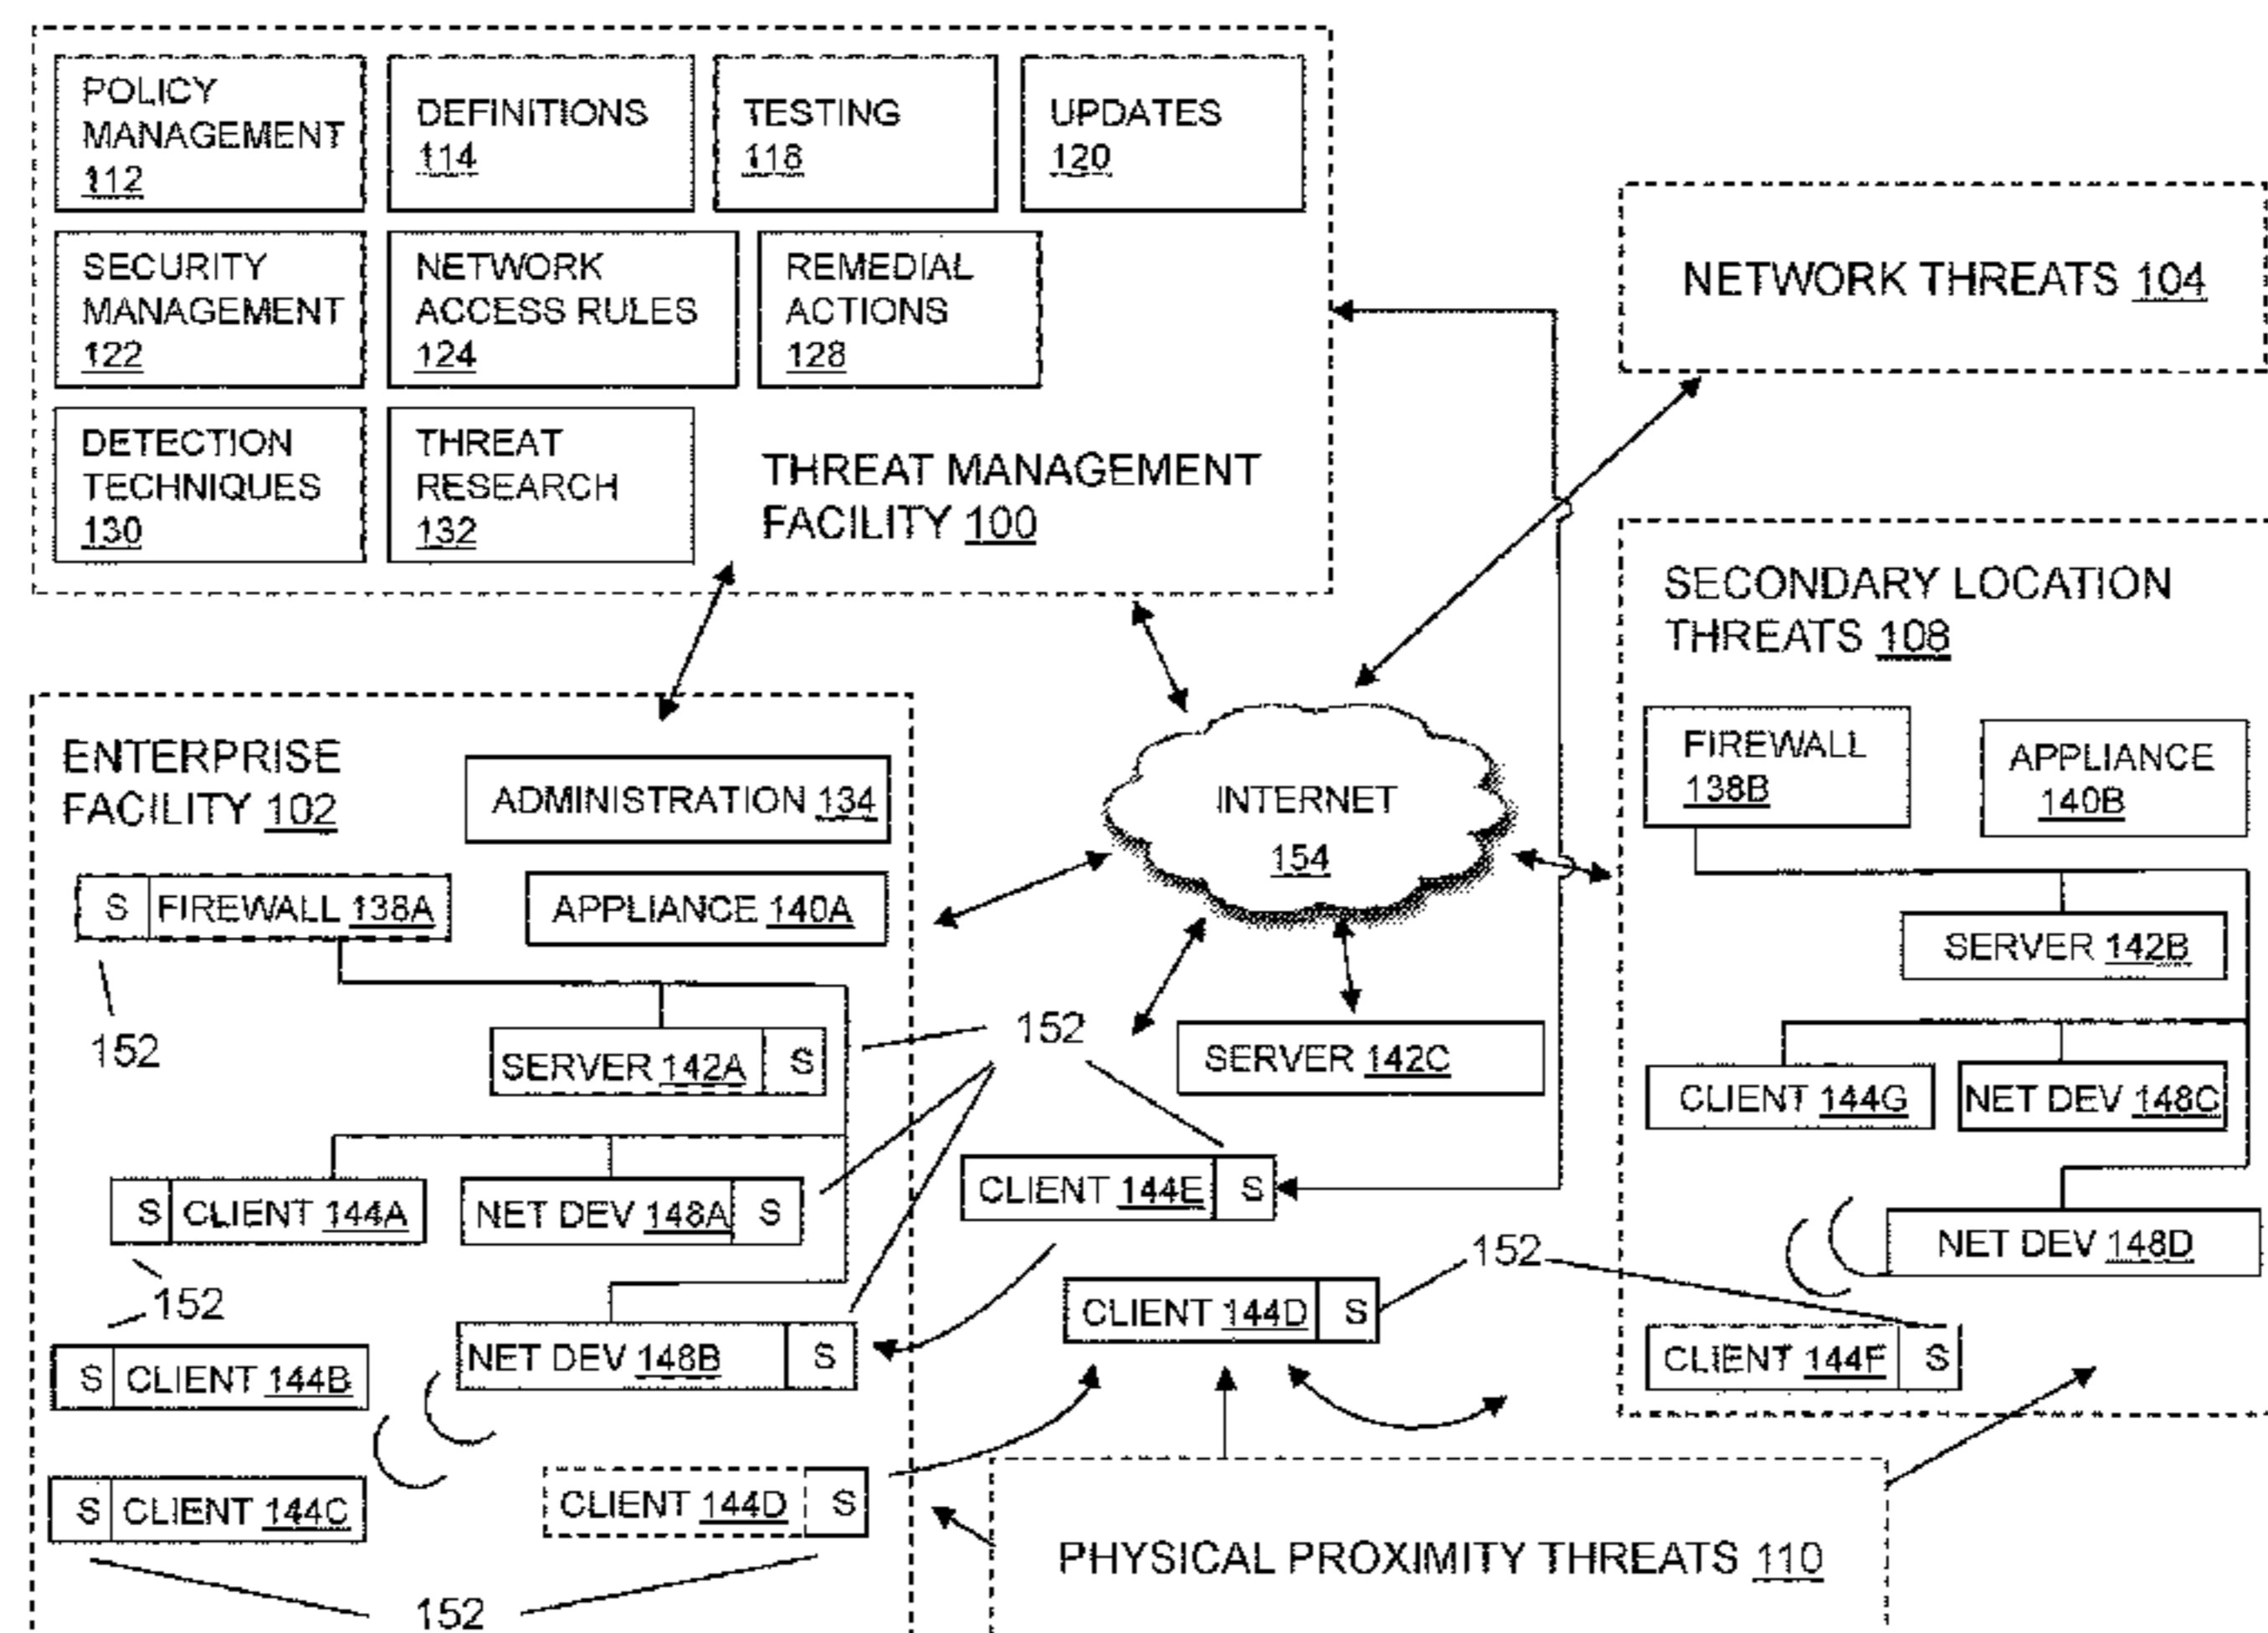 POLICY
MANAGEMENT
112
DEFINITIONS
114
TESTING
118
UPDATES
120
SECURITY
MANAGEMENT
122
NETWORK
ACCESS RULES
124
REMEDIAL
ACTIONS
128
DETECTION
TECHNIQUES
130
THREAT
RESEARCH
132
THREAT MANAGEMENT
FACILITY 100
NETWORK THREATS 104
SECONDARY LOCATION
THREATS 108
FIREWALL
138B
APPLIANCE
140B
SERVER 142B
CLIENT 144G
NET DEV 148C
NET DEV 148D
CLIENT 144F S
ENTERPRISE
FACILITY 102
ADMINISTRATION 134
S FIREWALL 138A
APPLIANCE 140A
152
SERVER 142A S
S CLIENT 144A
NET DEV 148A S
152
S CLIENT 144B
NET DEV 148B S
S CLIENT 144C
CLIENT 144D S
152
INTERNET
154
152
SERVER 142C
CLIENT 144E S
152
CLIENT 144D S
PHYSICAL PROXIMITY THREATS 110